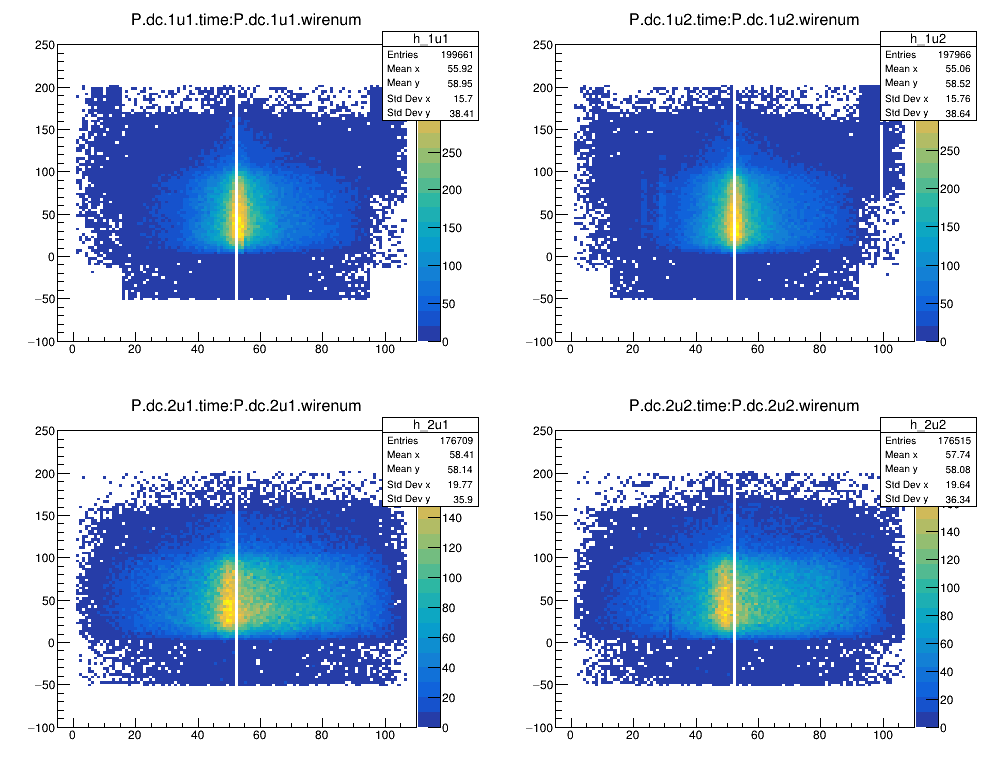 P.dc.1u1.time:P.dc.1u1.wirenum
h_1u1
Entries 199661
Mean x 55.92
Mean y 58.95
Std Dev x 15.7
Std Dev y 38.41
250
200
150
100
50
0
−50
−100
0 20 40 60 80 100
250
200
150
100
50
0
P.dc.1u2.time:P.dc.1u2.wirenum
h_1u2
Entries 197966
Mean x 55.06
Mean y 58.52
Std Dev x 15.76
Std Dev y 38.64
250
200
150
100
50
0
−50
−100
0 20 40 60 80 100
250
200
150
100
50
0
P.dc.2u1.time:P.dc.2u1.wirenum
h_2u1
Entries 176709
Mean x 58.41
Mean y 58.14
Std Dev x 19.77
Std Dev y 35.9
250
200
150
100
50
0
−50
−100
0 20 40 60 80 100
140
120
100
80
60
40
20
0
P.dc.2u2.time:P.dc.2u2.wirenum
h_2u2
Entries 176515
Mean x 57.74
Mean y 58.08
Std Dev x 19.64
Std Dev y 36.34
250
200
150
100
50
0
−50
−100
0 20 40 60 80 100
140
120
100
80
60
40
20
0